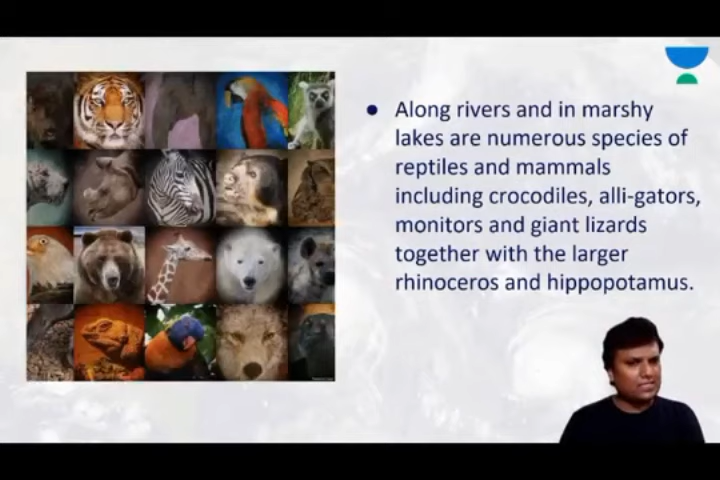 ● Along rivers and in marshy
lakes are numerous species of
reptiles and mammals
including crocodiles, alli-gators,
monitors and giant lizards
together with the larger
rhinoceros and hippopotamus.